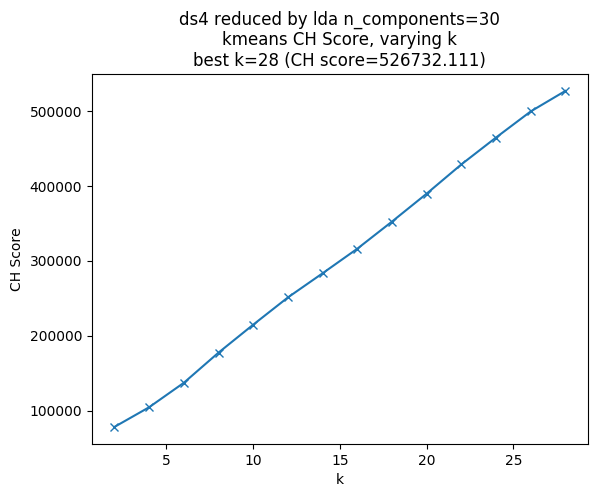 ds4 reduced by lda n_components=30
kmeans CH Score, varying k
best k=28 (CH score=526732.111)
CH Score
500000
400000
300000
200000
100000
5
10
15
20
25
k